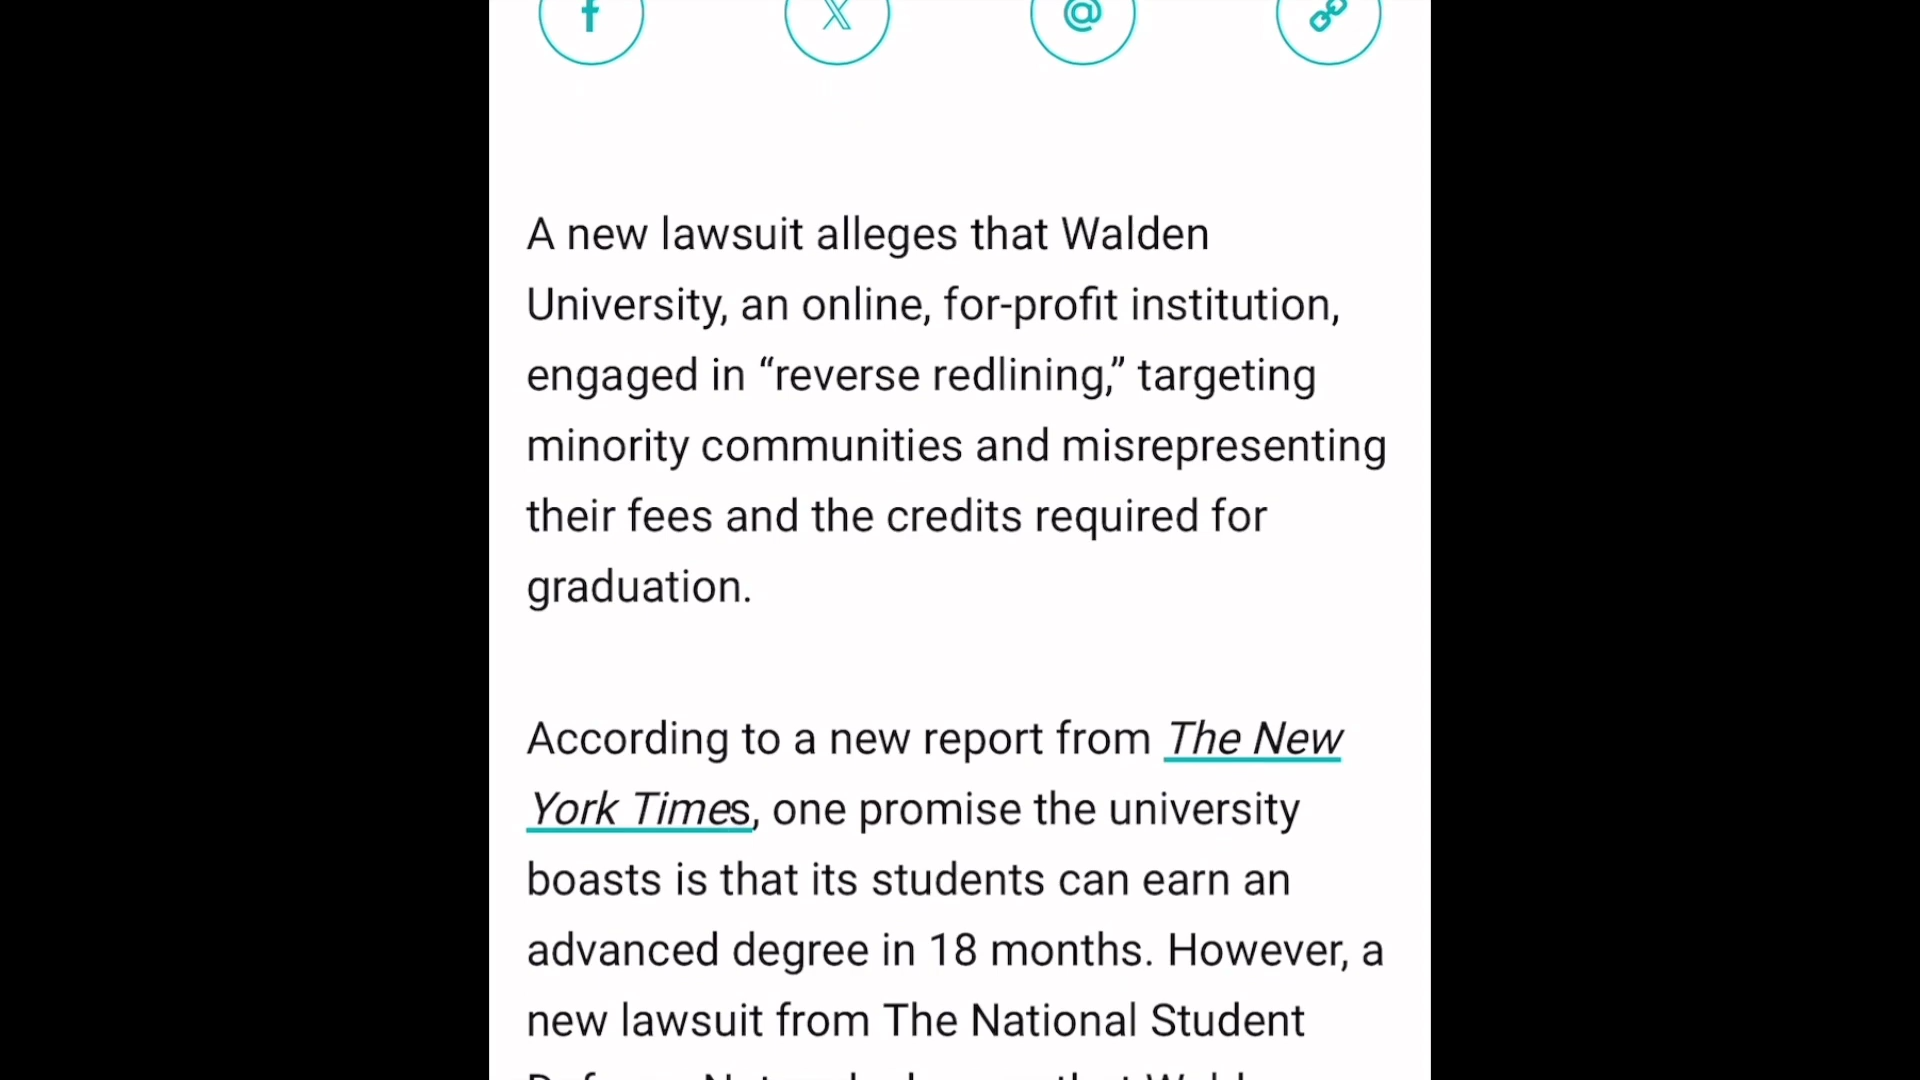 A new lawsuit alleges that Walden
University, an online, for-profit institution,
engaged in “reverse redlining,” targeting
minority communities and misrepresenting
their fees and the credits required for
graduation.
According to a new report from The New
York Times, one promise the university
boasts is that its students can earn an
advanced degree in 18 months. However, a
new lawsuit from The National Student